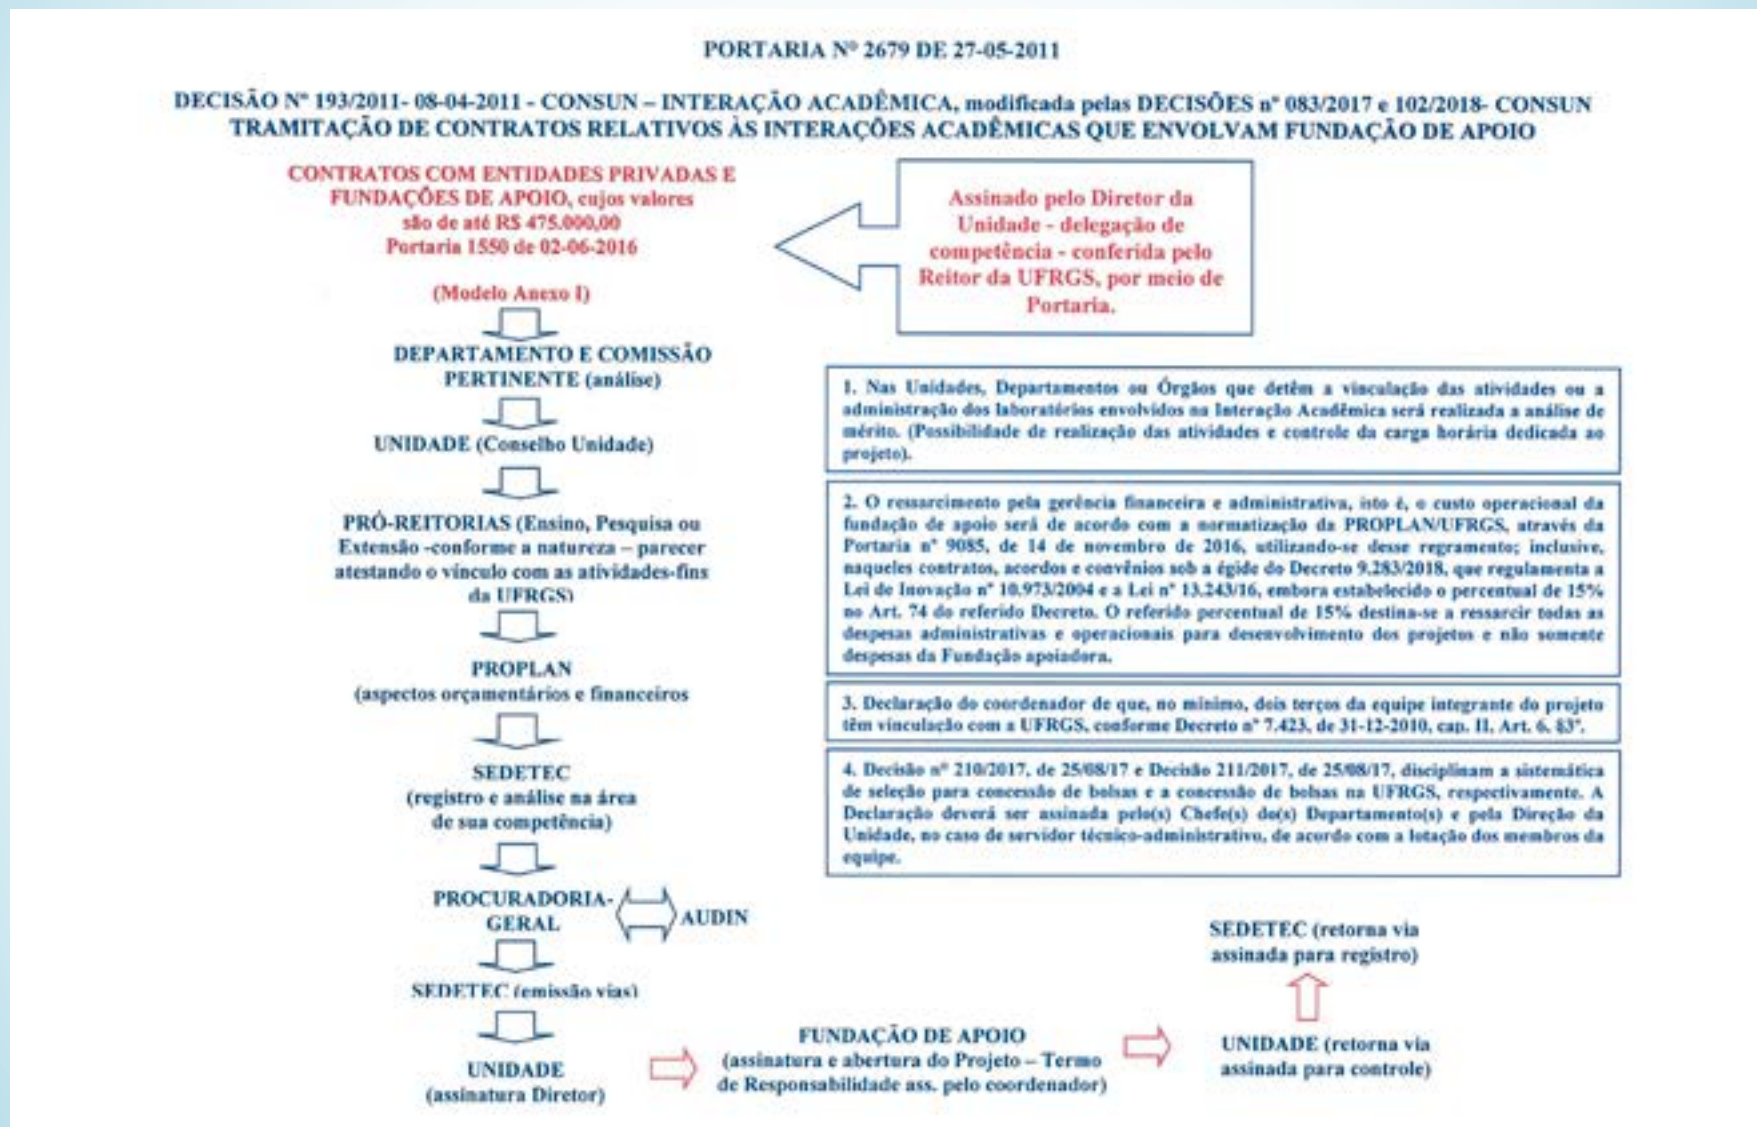 PORTARIA Nº 2679 DE 27-05-2011
DECISÃO Nº 193/2011- 08-04-2011 - CONSUN – INTERAÇÃO ACADÊMICA, modificada pelas DECISÕES nº 083/2017 e 102/2018- CONSUN
TRAMITAÇÃO DE CONTRATOS RELATIVOS ÀS INTERAÇÕES ACADÊMICAS QUE ENVOLVAM FUNDAÇÃO DE APOIO
CONTRATOS COM ENTIDADES PRIVADAS E
FUNDAÇÕES DE APOIO, cujos valores
são de até R$ 475.000,00
Portaria 1550 de 02-06-2016
(Modelo Anexo I)
Assinado pelo Diretor da
Unidade - delegação de
competência - conferida pelo
Reitor da UFRGS, por meio de
Portaria.
DEPARTAMENTO E COMISSÃO
PERTINENTE (análise)
UNIDADE (Conselho Unidade)
PRÓ-REITORIAS (Ensino, Pesquisa ou
Extensão -conforme a natureza – parecer
atestando o vínculo com as atividades-fins
da UFRGS)
PROPLAN
(aspectos orçamentários e financeiros
SEDETEC
(registro e análise na área
de sua competência)
PROCURADORIA-
GERAL
AUDIN
SEDETEC (emissão vias)
UNIDADE
(assinatura Diretor)
1. Nas Unidades, Departamentos ou Órgãos que detêm a vinculação das atividades ou a
administração dos laboratórios envolvidos na Interação Acadêmica será realizada a análise de
mérito. (Possibilidade de realização das atividades e controle da carga horária dedicada ao
projeto).
2. O ressarcimento pela gerência financeira e administrativa, isto é, o custo operacional da
fundação de apoio será de acordo com a normatização da PROPLAN/UFRGS, através da
Portaria nº 9085, de 14 de novembro de 2016, utilizando-se desse regramento; inclusive,
naqueles contratos, acordos e convênios sob a égide do Decreto 9.283/2018, que regulamenta a
Lei de Inovação nº 10.973/2004 e a Lei nº 13.243/16, embora estabelecido o percentual de 15%
no Art. 74 do referido Decreto. O referido percentual de 15% destina-se a ressarcir todas as
despesas administrativas e operacionais para desenvolvimento dos projetos e não somente
despesas da Fundação apoiadora.
3. Declaração do coordenador de que, no mínimo, dois terços da equipe integrante do projeto
têm vinculação com a UFRGS, conforme Decreto nº 7.423, de 31-12-2010, cap. II, Art. 6, §3º.
4. Decisão nº 210/2017, de 25/08/17 e Decisão 211/2017, de 25/08/17, disciplinam a sistemática
de seleção para concessão de bolsas e a concessão de bolsas na UFRGS, respectivamente. A
Declaração deverá ser assinada pelo(s) Chefe(s) do(s) Departamento(s) e pela Direção da
Unidade, no caso de servidor técnico-administrativo, de acordo com a lotação dos membros da
equipe.
FUNDAÇÃO DE APOIO
(assinatura e abertura do Projeto – Termo
de Responsabilidade ass. pelo coordenador)
SEDETEC (retorna via
assinada para registro)
UNIDADE (retorna via
assinada para controle)